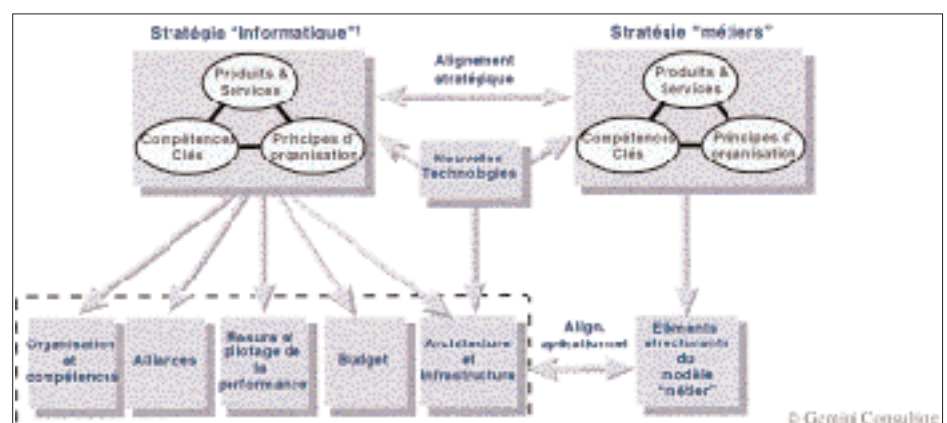 Stratégie "informatique"
Stratégie "métiers"
Produits &
Services
Compétences
Clés
Principes d'
organisation
Alignement
stratégique
Nouvelles
Technologies
Produits &
Services
Compétences
Clés
Principes d'
organisation
Organisation
et
compétences
Alliances
Mesure et
pilotage de
la
performance
Budget
Architecture
et
infrastructure
Align.
opérationnel
Eléments
structurants
du
modèle
"métier"
© Gemini Consulting